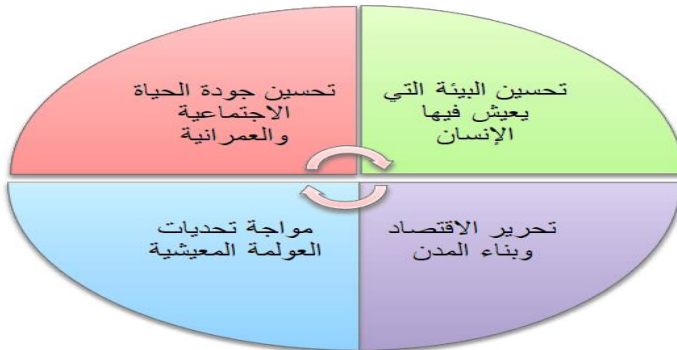 تحسين البيئة التي
يعيش فيها
الإنسان
تحسين جودة الحياة
الاجتماعية
والعمرانية
تحرير الاقتصاد
وبناء المدن
مواجة تحديات
العولمة المعيشية